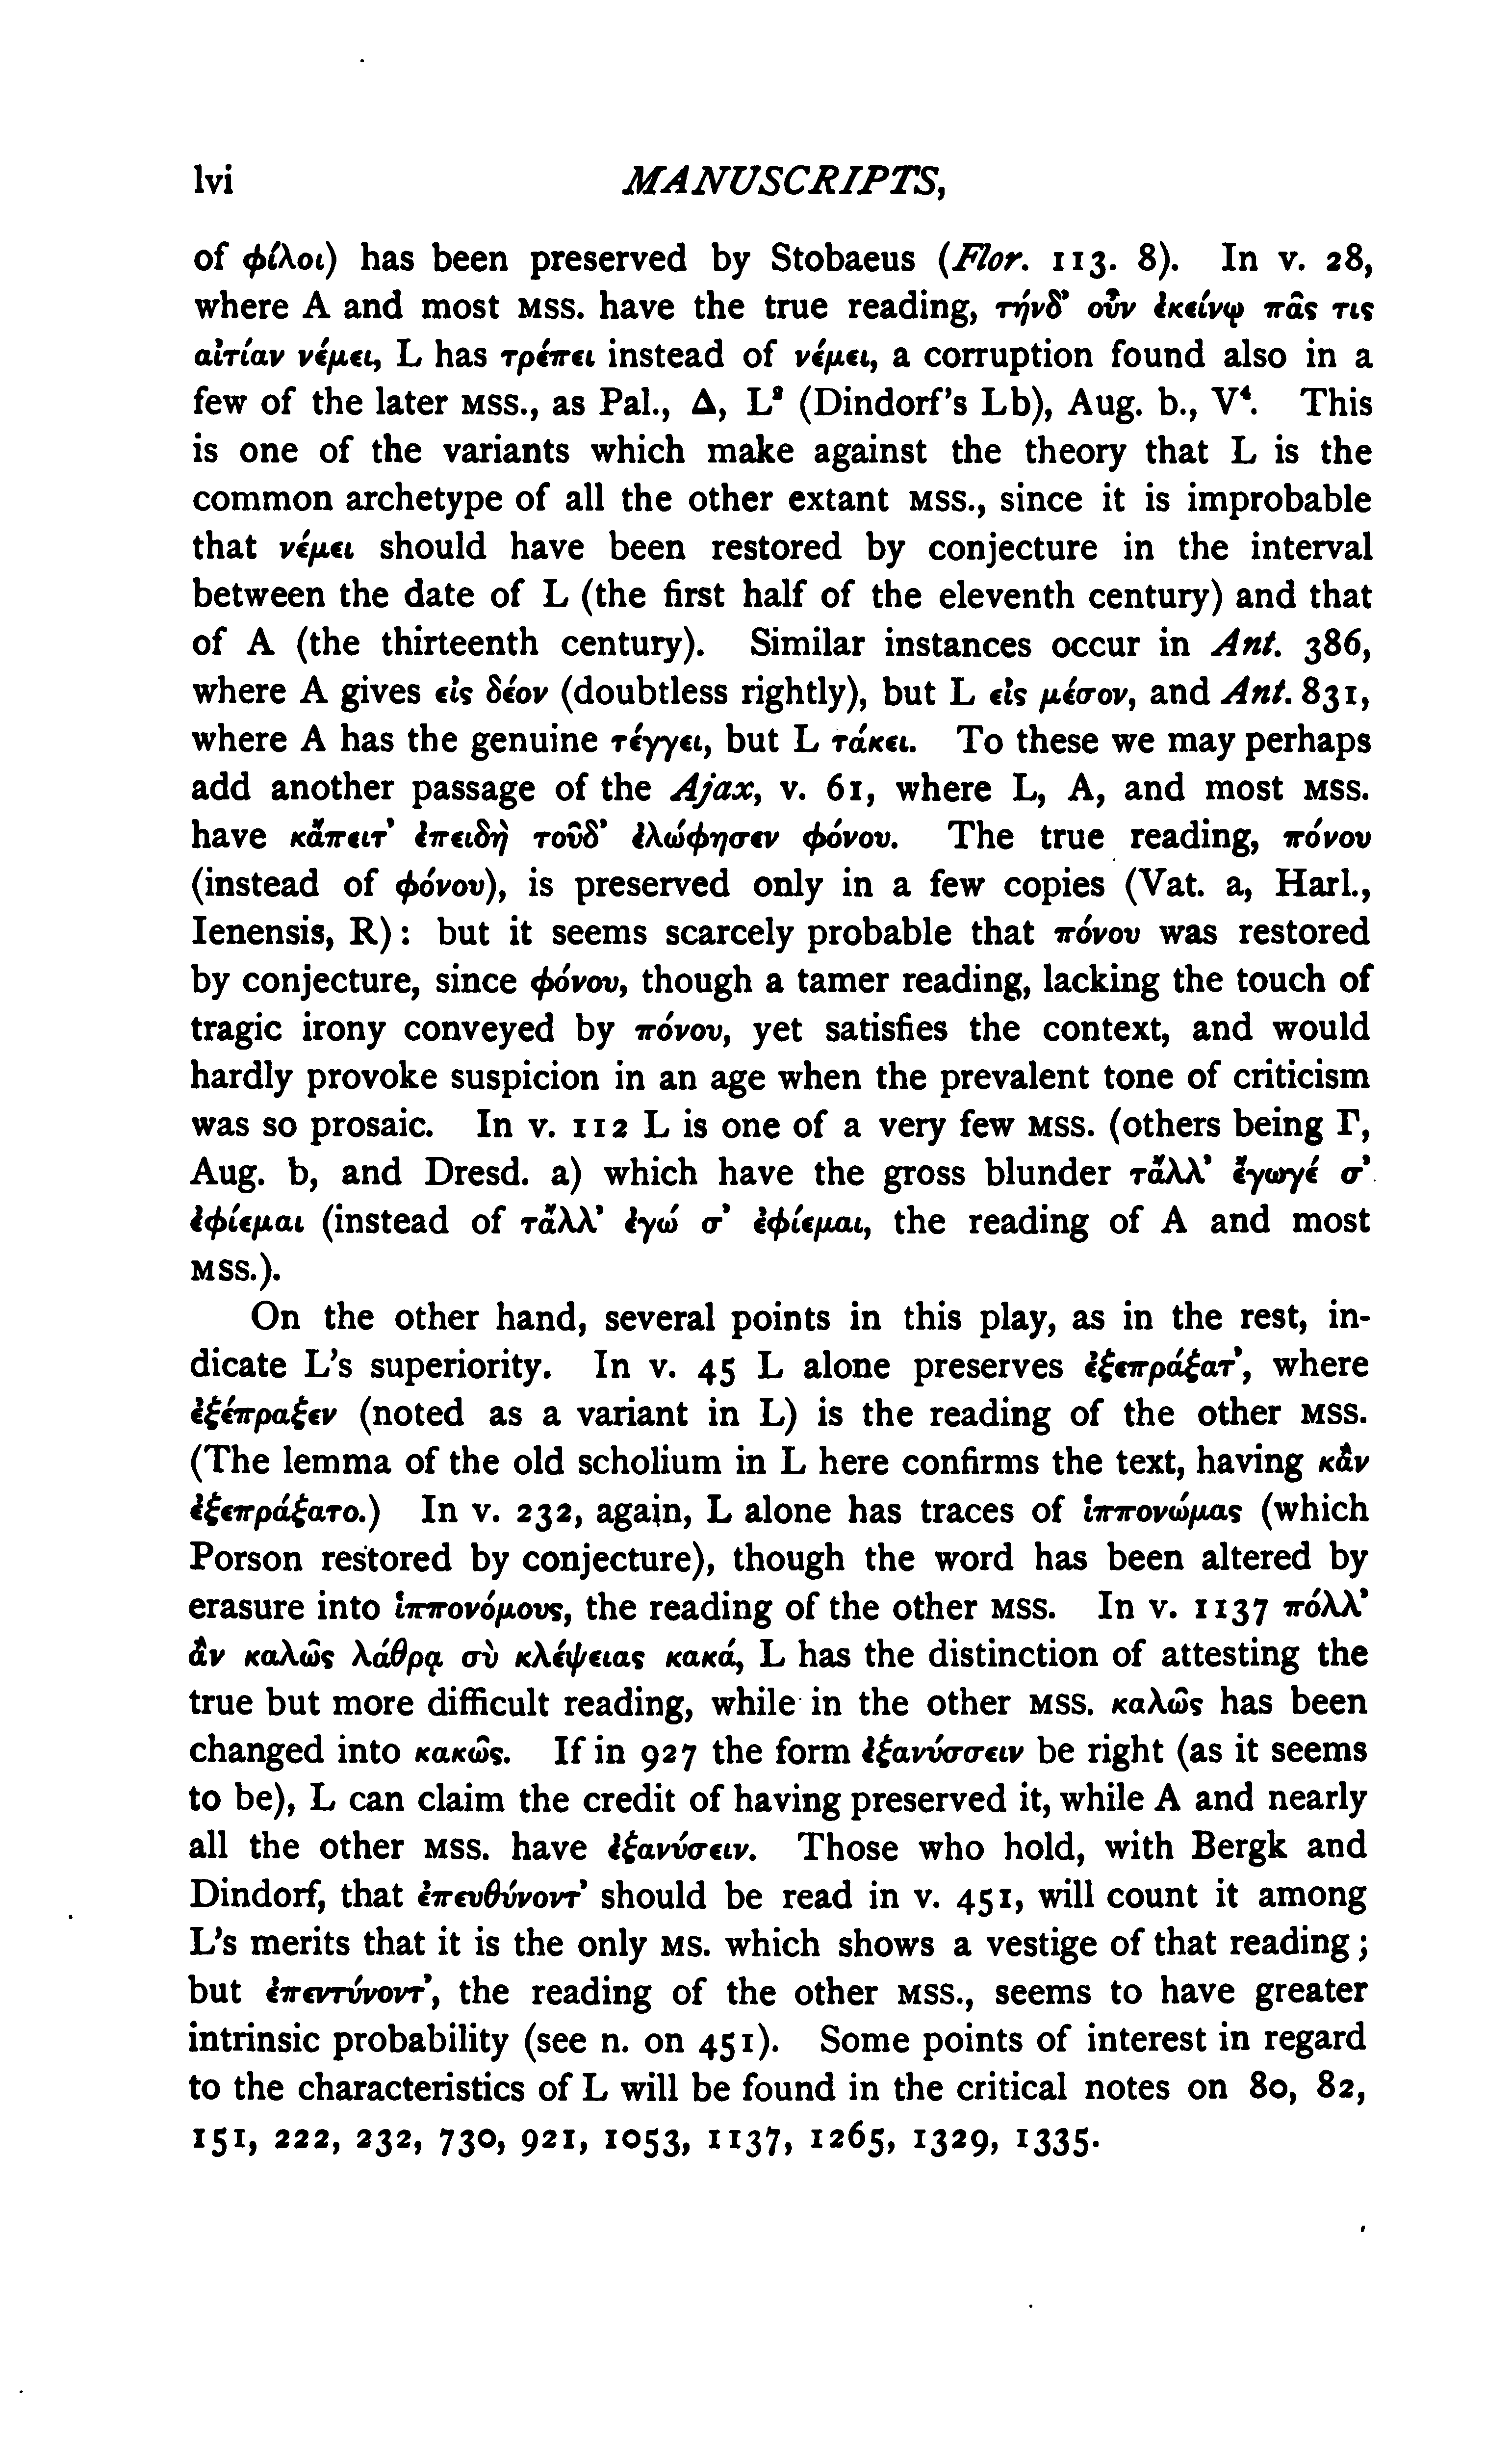 lvi MANUSCRIPTS,
of φίλοι) has been preserved by Stobaeus (Flor. 113. 8). In v. 28,
where A and most MSS. have the true reading, τήνδ’ οὖν ἐκείνῳ πᾶς τις
αἰτίαν νέμει, L has τρέπει instead of νέμει, a corruption found also in a
few of the later MSS., as Pal., Δ, L² (Dindorf's Lb), Aug. b., V⁴. This
is one of the variants which make against the theory that L is the
common archetype of all the other extant MSS., since it is improbable
that νέμει should have been restored by conjecture in the interval
between the date of L (the first half of the eleventh century) and that
of A (the thirteenth century). Similar instances occur in Ant. 386,
where A gives εἰς δέον (doubtless rightly), but L εἰς μέσον, and Ant. 831,
where A has the genuine τέγγει, but L τάκει. To these we may perhaps
add another passage of the Ajax, v. 61, where L, A, and most MSS.
have κἄπειτ’ ἐπειδὴ τοῦδ’ ἐλώφησεν φόνου. The true reading, πόνου
(instead of φόνου), is preserved only in a few copies (Vat. a, Harl.,
Ienensis, R): but it seems scarcely probable that πόνου was restored
by conjecture, since φόνου, though a tamer reading, lacking the touch of
tragic irony conveyed by πόνου, yet satisfies the context, and would
hardly provoke suspicion in an age when the prevalent tone of criticism
was so prosaic. In v. 112 L is one of a very few MSS. (others being Γ,
Aug. b, and Dresd. a) which have the gross blunder τἄλλ’ ἔγωγέ σ’
ἐφίεμαι (instead of τἄλλ’ ἐγώ σ’ ἐφίεμαι, the reading of A and most
MSS.).
On the other hand, several points in this play, as in the rest, in-
dicate L's superiority. In v. 45 L alone preserves ἐξεπράξατ’, where
ἐξέπραξεν (noted as a variant in L) is the reading of the other MSS.
(The lemma of the old scholium in L here confirms the text, having κἂν
ἐξεπράξατο.) In v. 232, again, L alone has traces of ἱππονώμας (which
Porson restored by conjecture), though the word has been altered by
erasure into ἱππονόμους, the reading of the other MSS. In v. 1137 πόλλ’
ἂν καλῶς λάθρᾳ σὺ κλέψειας κακά, L has the distinction of attesting the
true but more difficult reading, while in the other MSS. καλῶς has been
changed into κακῶς. If in 927 the form ἐξανύσσειν be right (as it seems
to be), L can claim the credit of having preserved it, while A and nearly
all the other MSS. have ἐξανύσειν. Those who hold, with Bergk and
Dindorf, that ἐπευθύνοντ’ should be read in v. 451, will count it among
L's merits that it is the only MS. which shows a vestige of that reading;
but ἐπεντύνοντ’, the reading of the other MSS., seems to have greater
intrinsic probability (see n. on 451). Some points of interest in regard
to the characteristics of L will be found in the critical notes on 80, 82,
151, 222, 232, 730, 921, 1053, 1137, 1265, 1329, 1335.